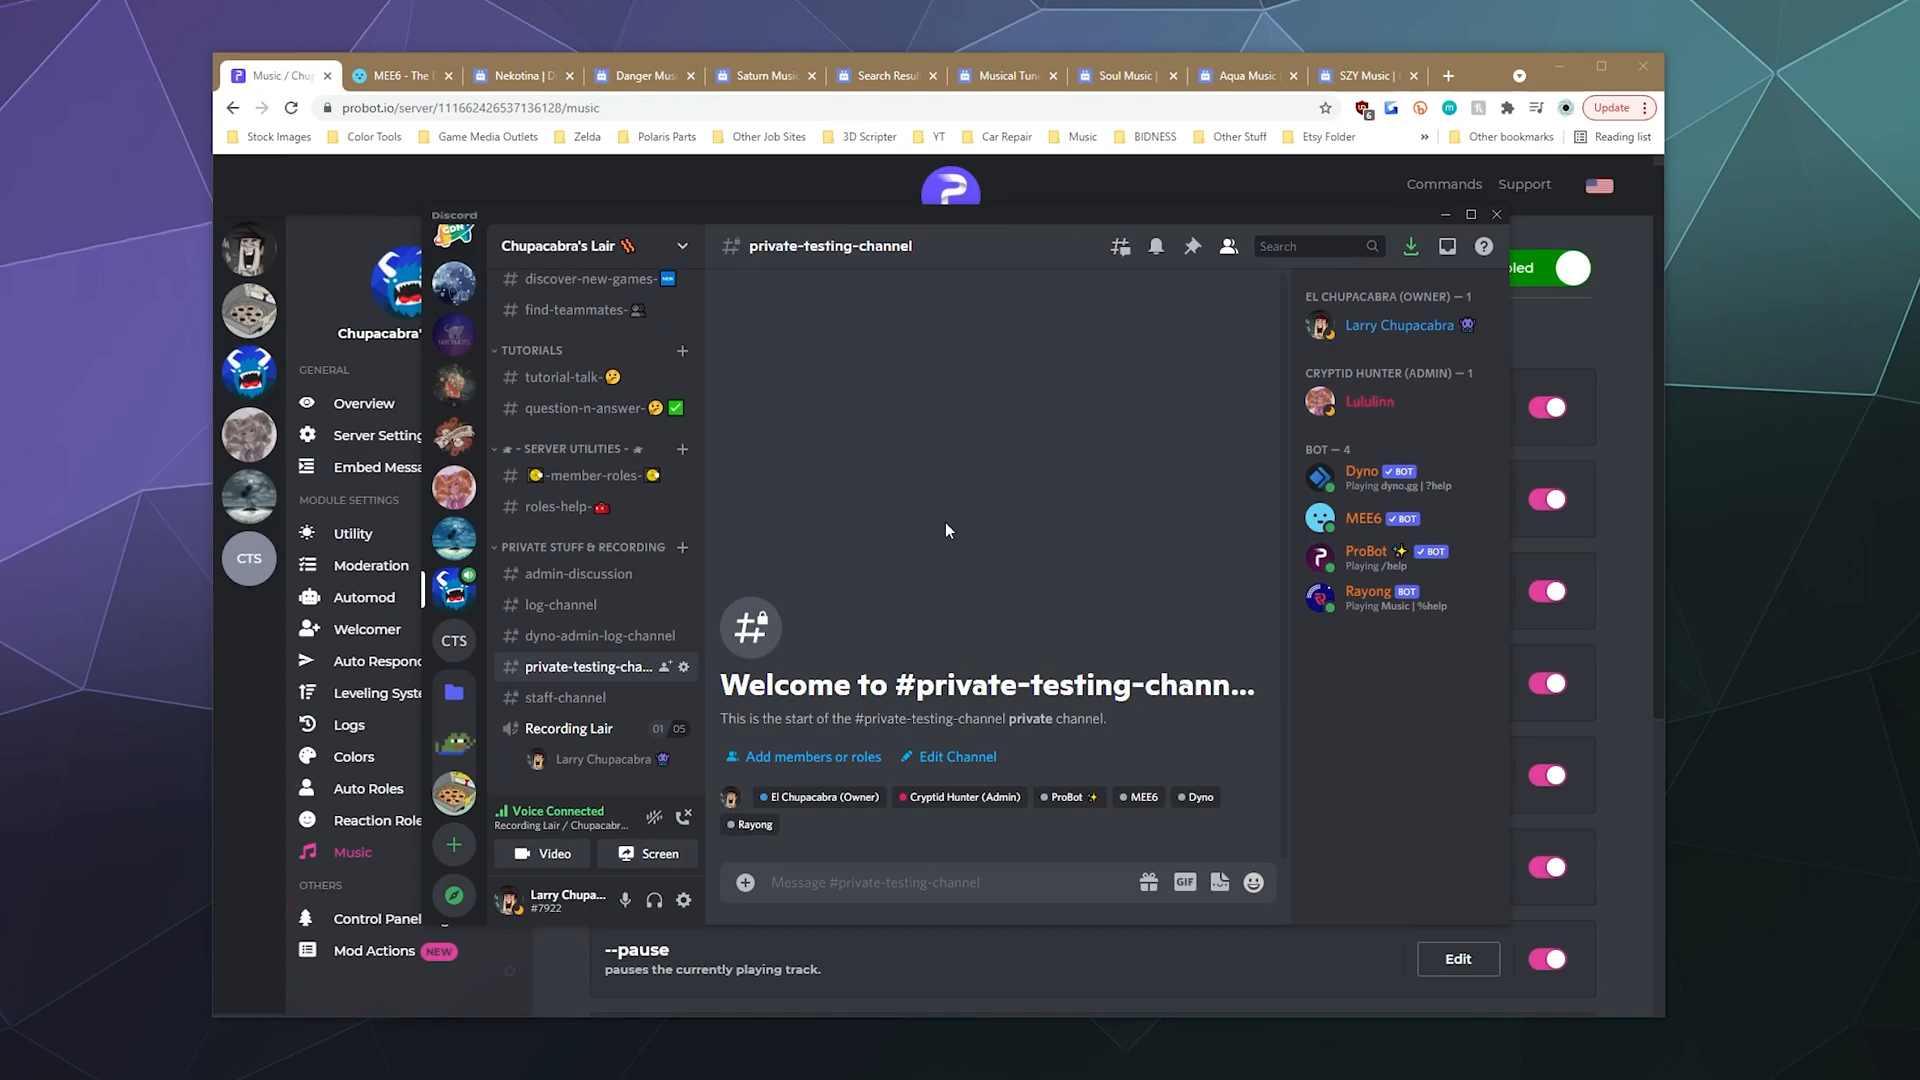 Music / Chup
MEE6 - The D
Nekotina | Di
Danger Musi
Saturn Music
Search Resul
Musical Tune
Soul Music |
Aqua Music
SZY Music | D
probot.io/server/111662426537136128/music
6
Update
Stock Images
Color Tools
Game Media Outlets
Zelda
Polaris Parts
Other Job Sites
3D Scripter
YT
Car Repair
Music
BIDNESS
Other Stuff
Etsy Folder
»
Other bookmarks
Reading list
Commands
Support
Discord
Chupacabra's Lair
private-testing-channel
Search
bled
discover-new-games-
find-teammates-
TUTORIALS
tutorial-talk-
question-n-answer-
- SERVER UTILITIES -
-member-roles-
roles-help-
PRIVATE STUFF & RECORDING
admin-discussion
log-channel
dyno-admin-log-channel
private-testing-cha...
staff-channel
Recording Lair
01 05
Larry Chupacabra
Voice Connected
Recording Lair / Chupacabr...
Video
Screen
Larry Chupa...
#7922
CTS
CTS
Chupacabra'
GENERAL
Overview
Server Setting
Embed Messa
MODULE SETTINGS
Utility
Moderation
Automod
Welcomer
Auto Respond
Leveling Syste
Logs
Colors
Auto Roles
Reaction Role
Music
OTHERS
Control Panel
Mod Actions NEW
Welcome to #private-testing-chann...
This is the start of the #private-testing-channel private channel.
Add members or roles
Edit Channel
El Chupacabra (Owner)
Cryptid Hunter (Admin)
ProBot
MEE6
Dyno
Rayong
Message #private-testing-channel
GIF
EL CHUPACABRA (OWNER) — 1
Larry Chupacabra
CRYPTID HUNTER (ADMIN) — 1
Lululinn
BOT — 4
Dyno BOT
Playing dyno.gg | ?help
MEE6 BOT
ProBot BOT
Playing /help
Rayong BOT
Playing Music | %help
--pause
pauses the currently playing track.
Edit